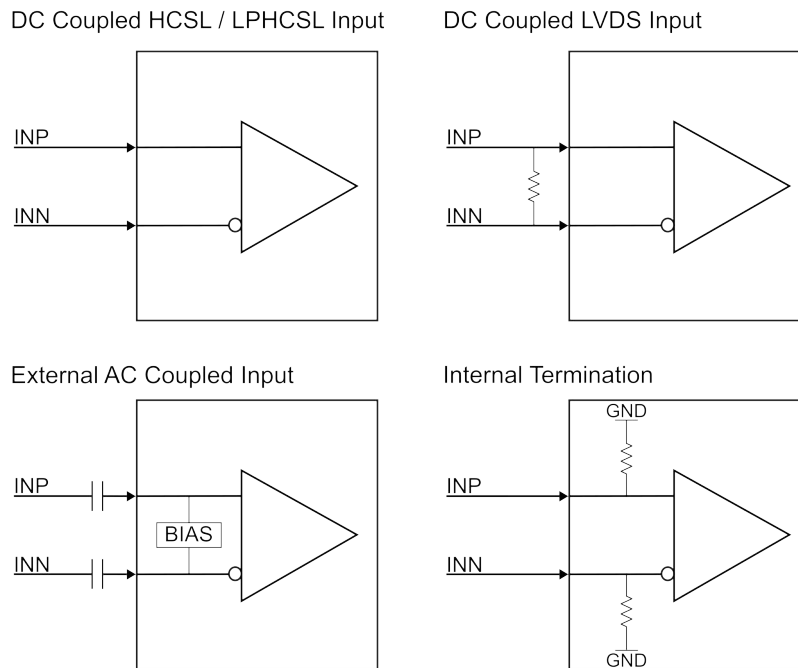 DC Coupled HCSL / LPHCSL Input
INP
INN
DC Coupled LVDS Input
INP
INN
External AC Coupled Input
INP
BIAS
INN
Internal Termination
GND
INP
INN
GND